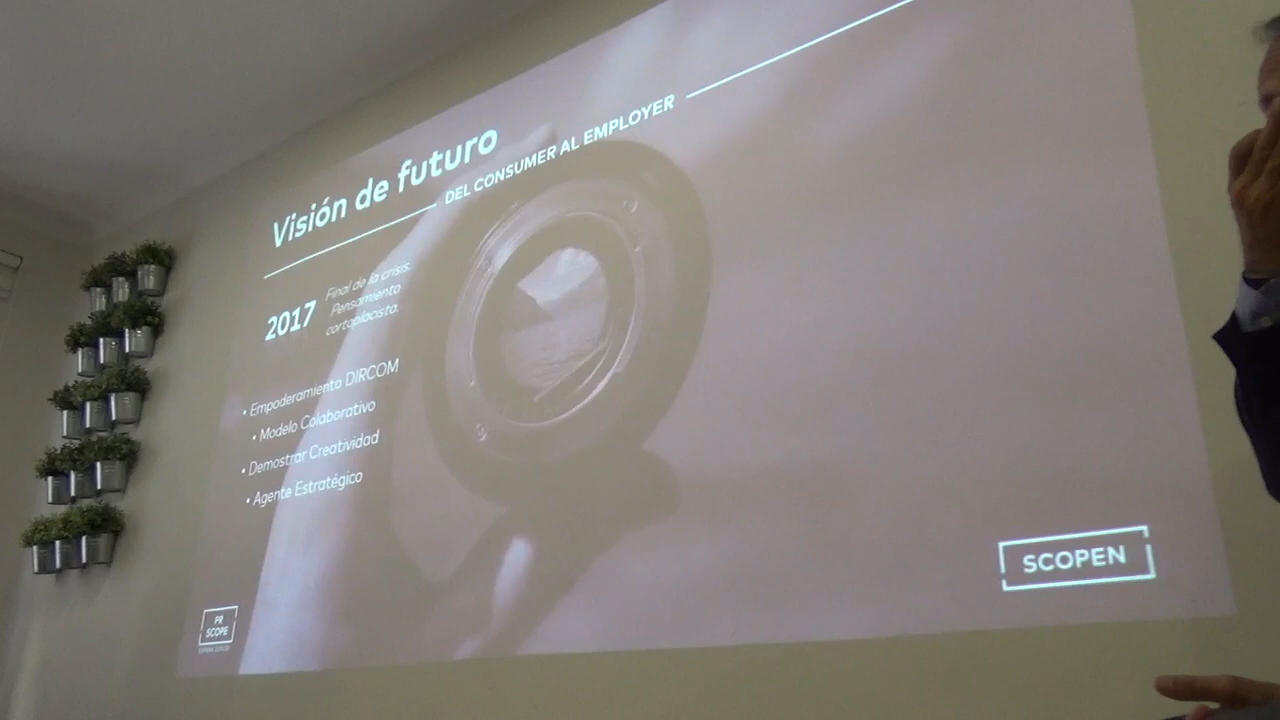 Visión de futuro
DEL CONSUMER AL EMPLOYER
2017
Final de la crisis.
Pensamiento
cortoplacista.
• Empoderamiento DIRCOM
• Modelo Colaborativo
• Demostrar Creatividad
• Agente Estratégico
PR
SCOPE
SCOPEN